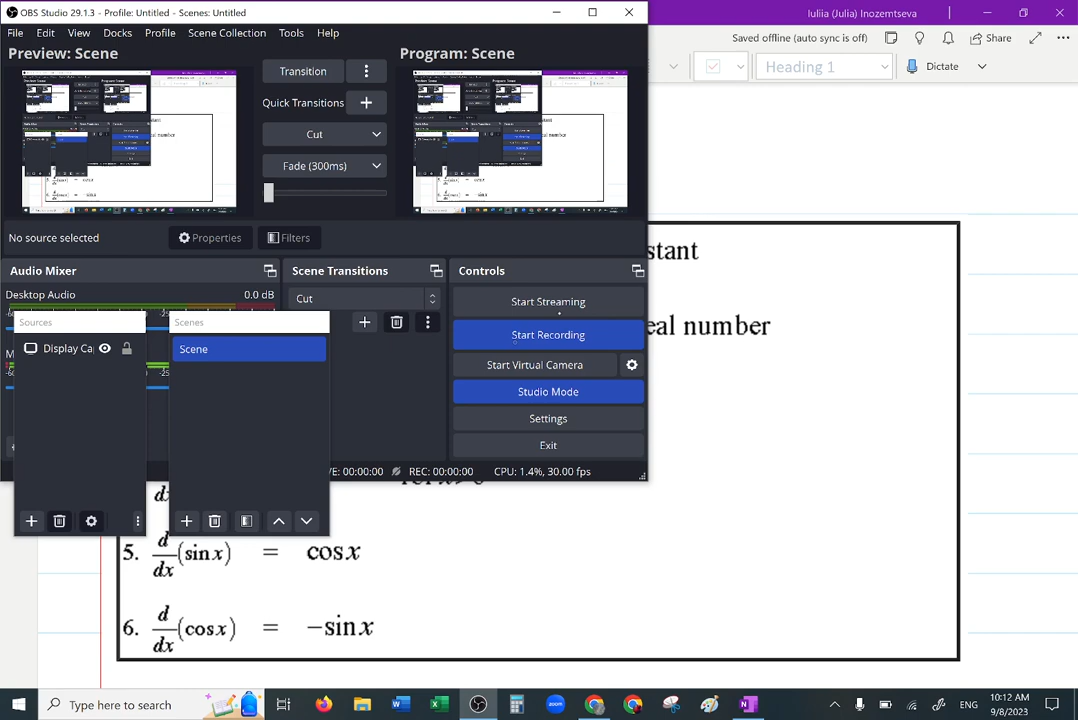 OBS Studio 29.1.3 - Profile: Untitled - Scenes: Untitled
Iuliia (Julia) Inozemtseva
File Edit View Docks Profile Scene Collection Tools Help
Saved offline (auto sync is off)
Share
Preview: Scene
Transition
Program: Scene
Heading 1
Dictate
Quick Transitions
Cut
Fade (300ms)
No source selected
Properties
Filters
stant
Audio Mixer
Scene Transitions
Controls
Desktop Audio
0.0 dB
Cut
Start Streaming
Sources
Scenes
eal number
Start Recording
Display Ca
Scene
Start Virtual Camera
Studio Mode
Settings
Exit
VE: 00:00:00
REC: 00:00:00
CPU: 1.4%, 30.00 fps
5. d/dx (sin x) = cos x
6. d/dx (cos x) = −sin x
Type here to search
zoom
ENG
10:12 AM
9/8/2023